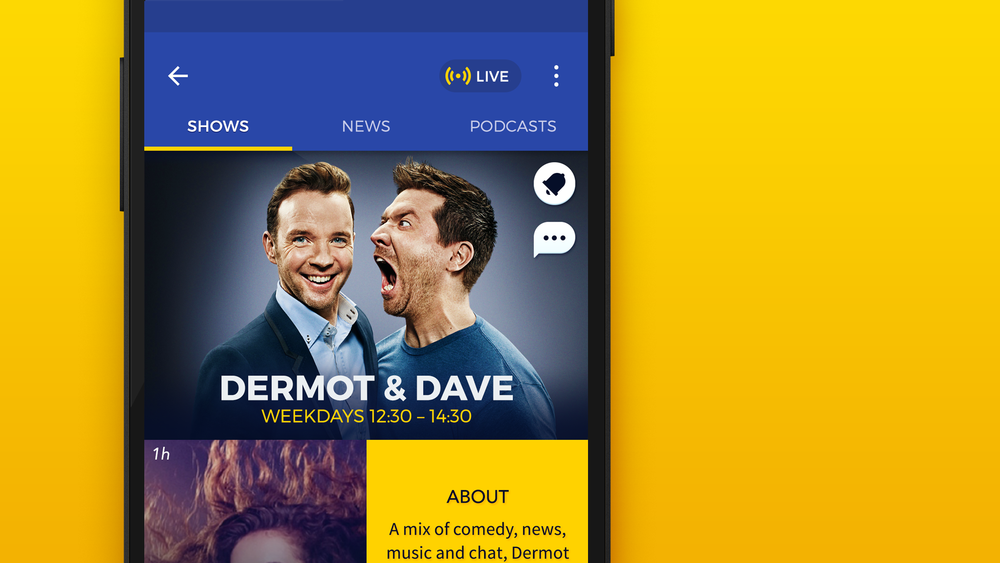 LIVE
SHOWS NEWS PODCASTS
DERMOT & DAVE
WEEKDAYS 12:30 – 14:30
1h
ABOUT
A mix of comedy, news,
music and chat, Dermot